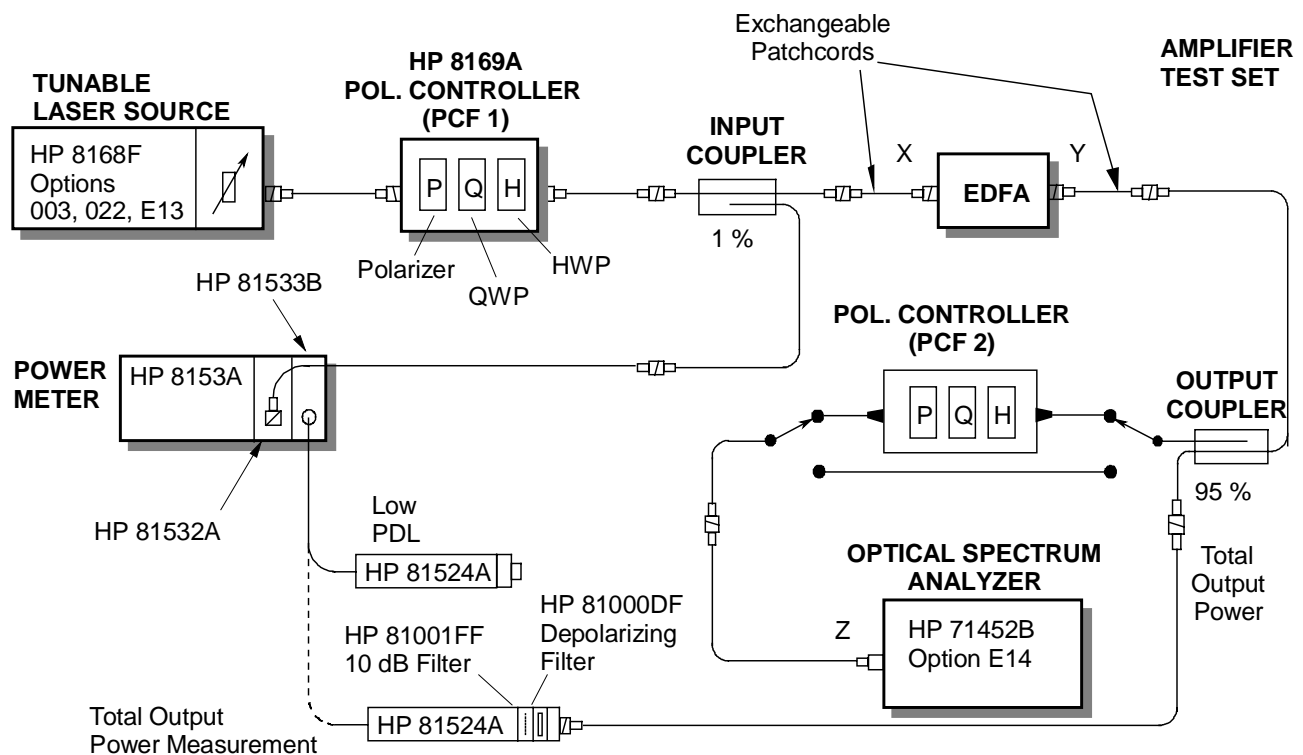 Exchangeable
Patchcords
AMPLIFIER
TEST SET
HP 8169A
POL. CONTROLLER
(PCF 1)
TUNABLE
LASER SOURCE
INPUT
COUPLER
HP 8168F
Options
003, 022, E13
P Q H
X
EDFA
Y
1 %
Polarizer
QWP
HWP
HP 81533B
POL. CONTROLLER
(PCF 2)
POWER
METER
HP 8153A
P Q H
OUTPUT
COUPLER
95 %
HP 81532A
Low
PDL
HP 81524A
OPTICAL SPECTRUM
ANALYZER
Total
Output
Power
HP 81001FF
10 dB Filter
HP 81000DF
Depolarizing
Filter
Z
HP 71452B
Option E14
Total Output
Power Measurement
HP 81524A